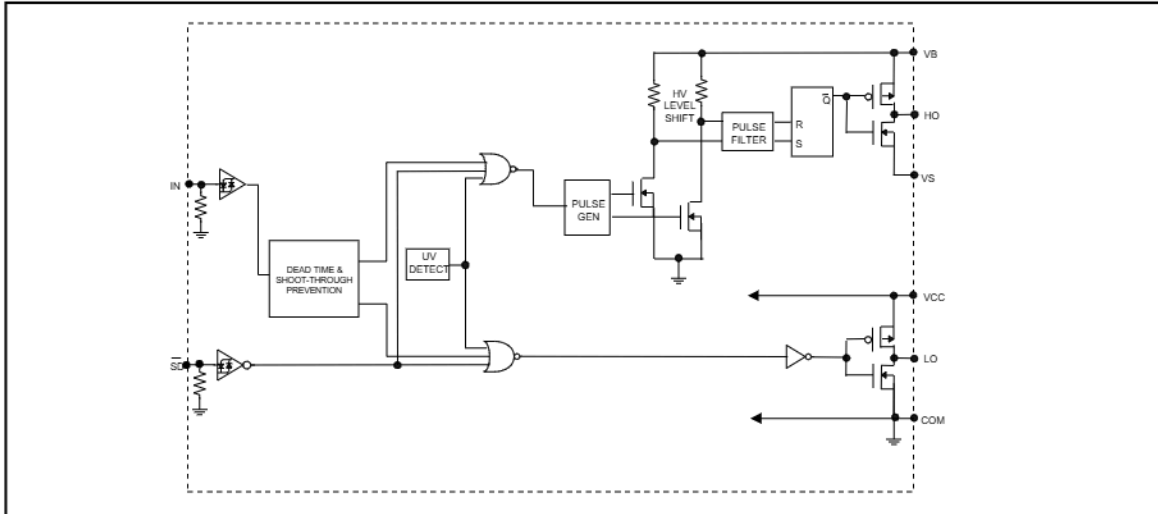 VB
HV
LEVEL
SHIFT
Q̅
HO
PULSE
FILTER
R
S
IN
VS
PULSE
GEN
UV
DETECT
DEAD TIME &
SHOOT-THROUGH
PREVENTION
VCC
S̅D̅
LO
COM